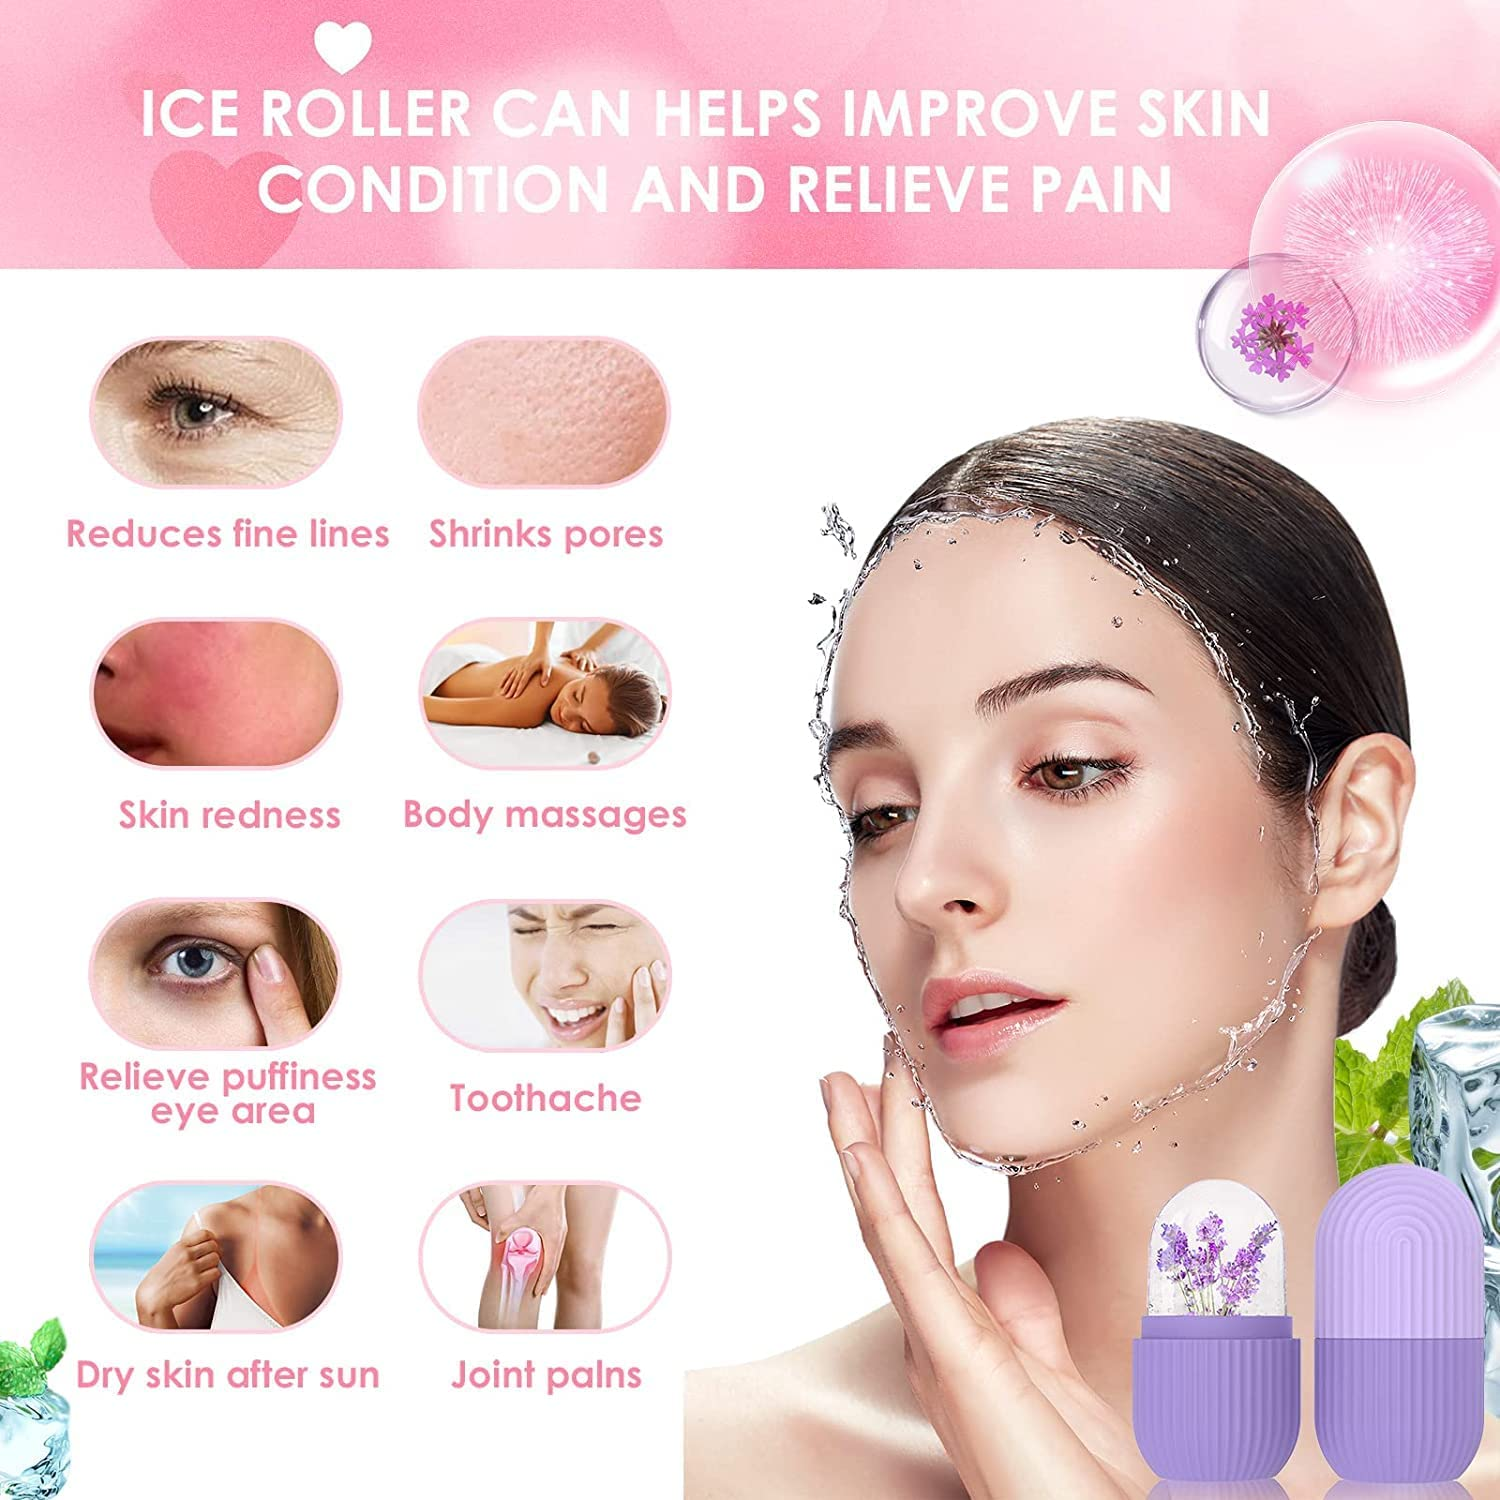 ICE ROLLER CAN HELPS IMPROVE SKIN
CONDITION AND RELIEVE PAIN
Reduces fine lines
Shrinks pores
Skin redness
Body massages
Relieve puffiness
eye area
Toothache
Dry skin after sun
Joint palns